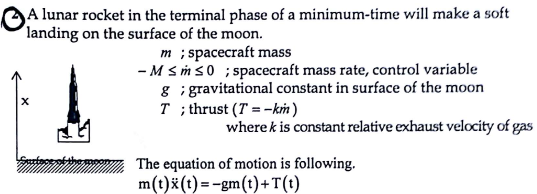 2. A lunar rocket in the terminal phase of a minimum-time will make a soft
landing on the surface of the moon.
m ; spacecraft mass
− M ≤ ṁ ≤ 0 ; spacecraft mass rate, control variable
g ; gravitational constant in surface of the moon
T ; thrust (T = −kṁ)
where k is constant relative exhaust velocity of gas
x
Surface of the moon
The equation of motion is following.
m(t)ẍ(t) = −gm(t)+T(t)